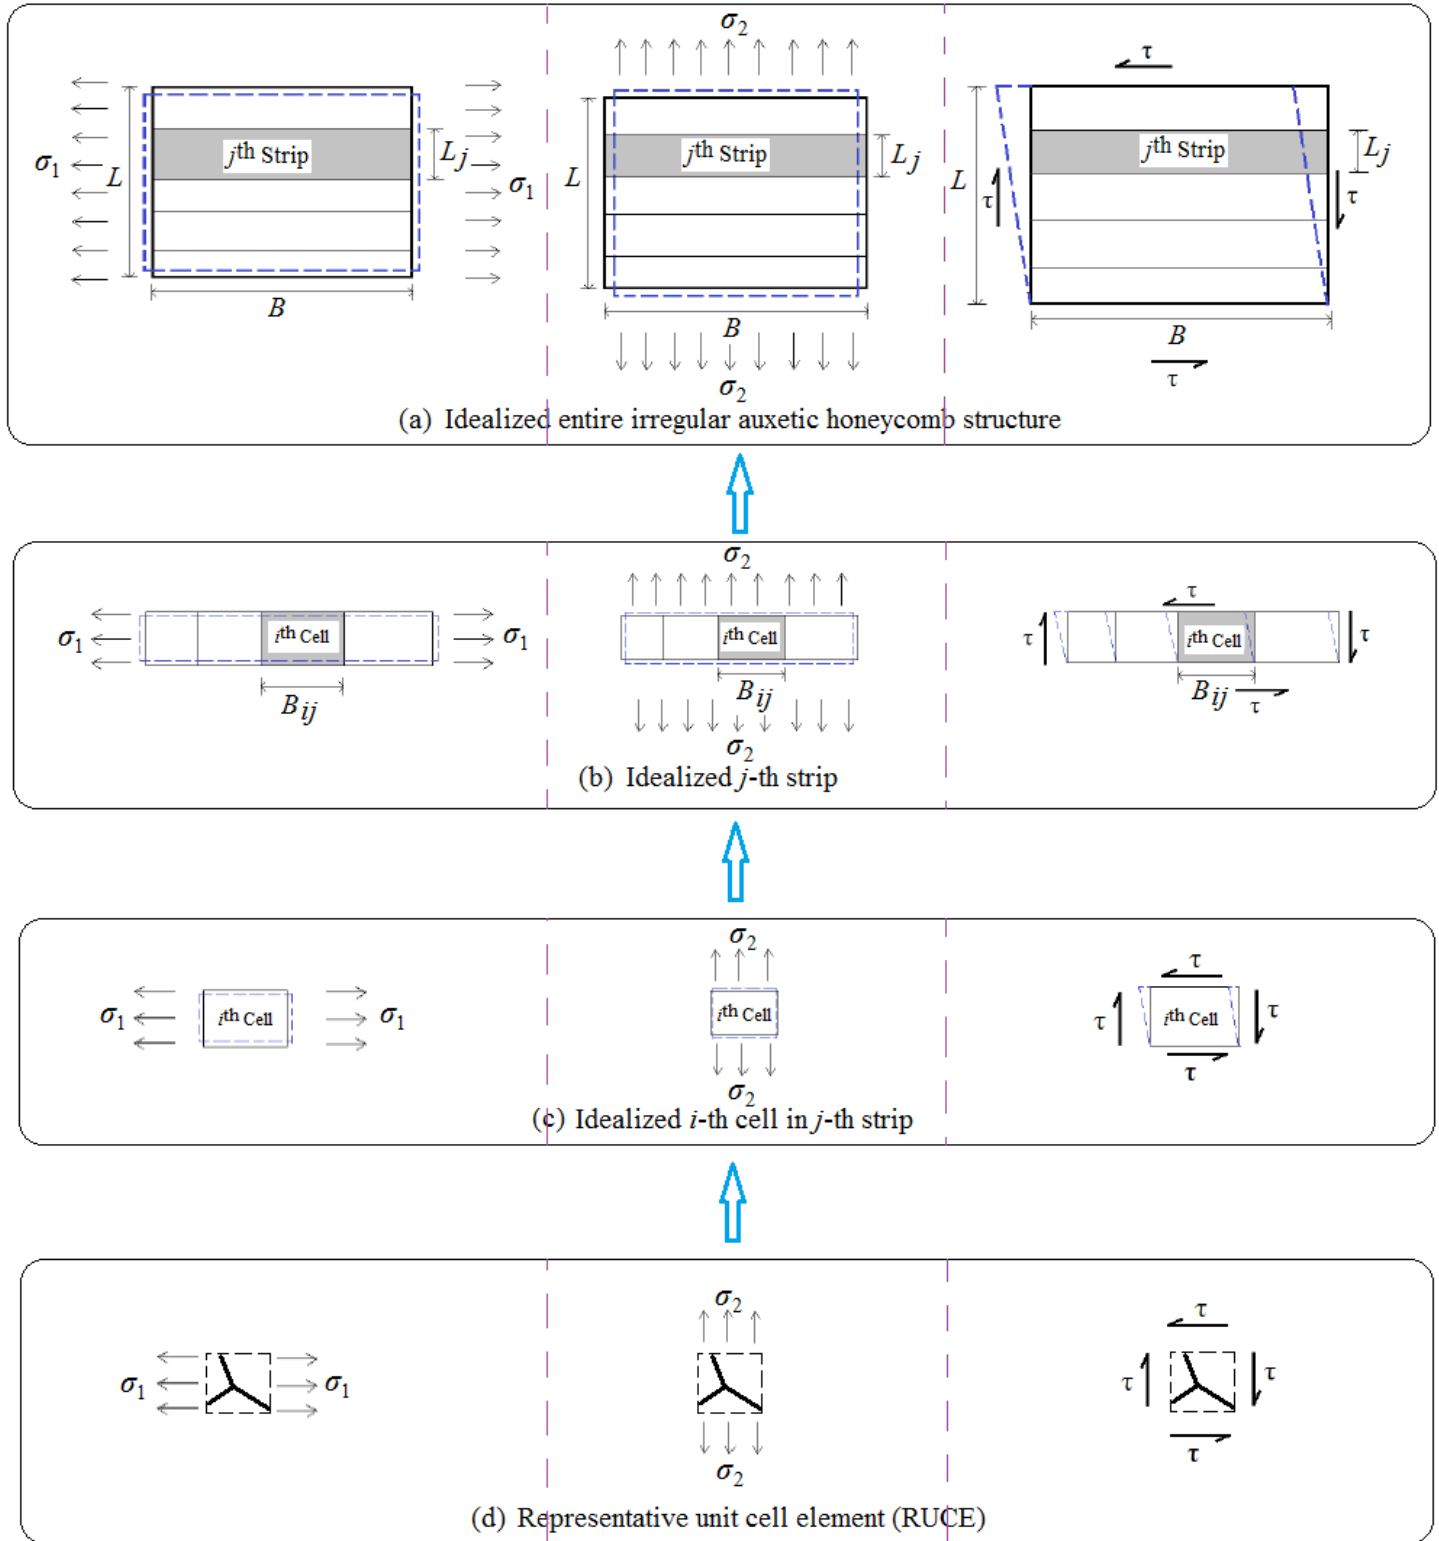 σ2
τ
σ1
L
jth Strip
Lj
σ1
B
L
jth Strip
Lj
B
σ2
L
τ
jth Strip
Lj
τ
B
τ
(a) Idealized entire irregular auxetic honeycomb structure
σ2
τ
σ1
ith Cell
σ1
Bij
ith Cell
Bij
σ2
τ
ith Cell
τ
Bij
τ
(b) Idealized j-th strip
σ2
τ
σ1
ith Cell
σ1
ith Cell
σ2
τ
ith Cell
τ
τ
(c) Idealized i-th cell in j-th strip
σ2
τ
σ1
σ1
σ2
τ
τ
τ
(d) Representative unit cell element (RUCE)